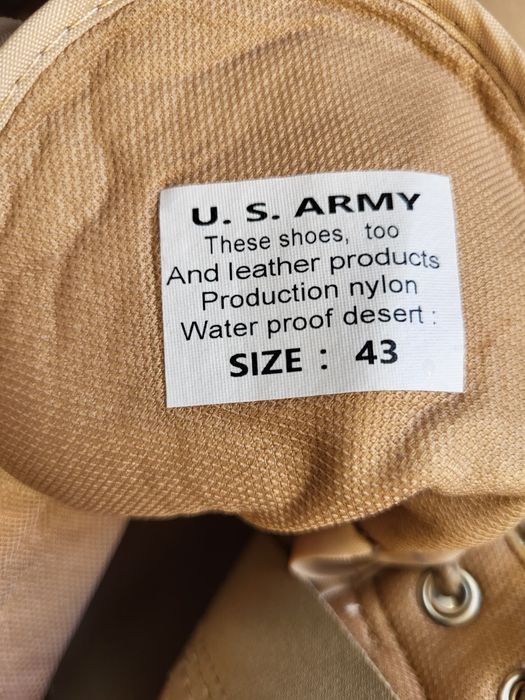 U. S. ARMY
These shoes, too
And leather products
Production nylon
Water proof desert :
SIZE : 43